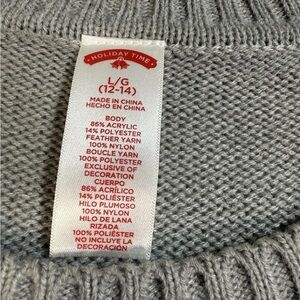 HOLIDAY TIME
L/G
(12-14)
MADE IN CHINA
HECHO EN CHINA
BODY
86% ACRYLIC
14% POLYESTER
FEATHER YARN
100% NYLON
BOUCLE YARN
100% POLYESTER
EXCLUSIVE OF
DECORATION
CUERPO
86% ACRÍLICO
14% POLIÉSTER
HILO PLUMOSO
100% NYLON
HILO DE LANA
RIZADA
100% POLIÉSTER
NO INCLUYE LA
DECORACIÓN